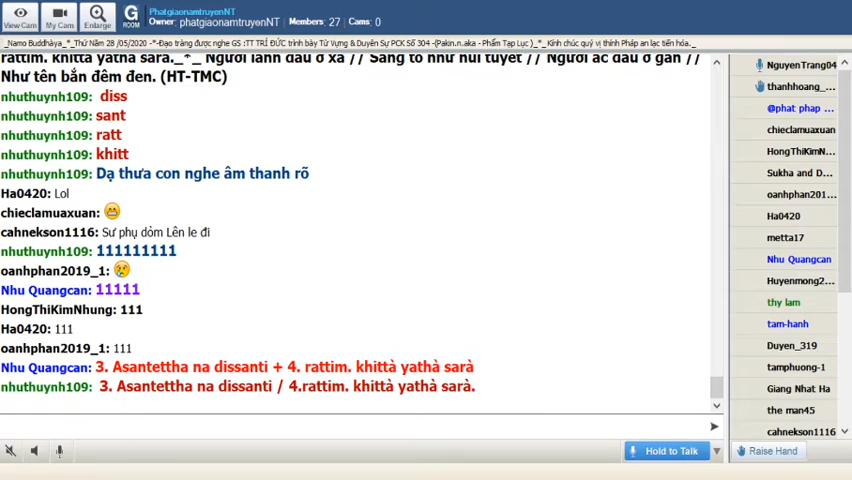 View Cam
My Cam
Enlarge
G
ROOM
PhatgiaonamtruyenNT
Owner: phatgiaonamtruyenNT Members: 27 Cams: 0
_Namo Buddhàya_*_Thứ Năm 28 /05/2020 -*-Đạo tràng được nghe GS :TT TRÍ ĐỨC trình bày Từ Vựng & Duyên Sự PCK Số 304 -(Pakin.n.aka - Phẩm Tạp Lục )_*_ Kính chúc quý vị thính Pháp an lạc tiến hóa._
rattim. khittà yathà sarà._*_ Người lành dầu ở xa // Sáng tỏ như núi tuyết // Người ác dầu ở gần //
Như tên bắn đêm đen. (HT-TMC)
nhuthuynh109: diss
nhuthuynh109: sant
nhuthuynh109: ratt
nhuthuynh109: khitt
nhuthuynh109: Dạ thưa con nghe âm thanh rõ
Ha0420: Lol
chieclamuaxuan:
cahnekson1116: Sư phụ dỏm Lên le đi
nhuthuynh109: 111111111
oanhphan2019_1:
Nhu Quangcan: 11111
HongThiKimNhung: 111
Ha0420: 111
oanhphan2019_1: 111
Nhu Quangcan: 3. Asantettha na dissanti + 4. rattim. khittà yathà sarà
nhuthuynh109: 3. Asantettha na dissanti / 4.rattim. khittà yathà sarà.
NguyenTrang04
thanhhoang_...
@phat phap ...
chieclamuaxuan
HongThiKimN...
Sukha and D...
oanhphan201...
Ha0420
metta17
Nhu Quangcan
Huyenmong2...
thy lam
tam-hanh
Duyen_319
tamphuong-1
Giang Nhat Ha
the man45
cahnekson1116
Hold to Talk
Raise Hand